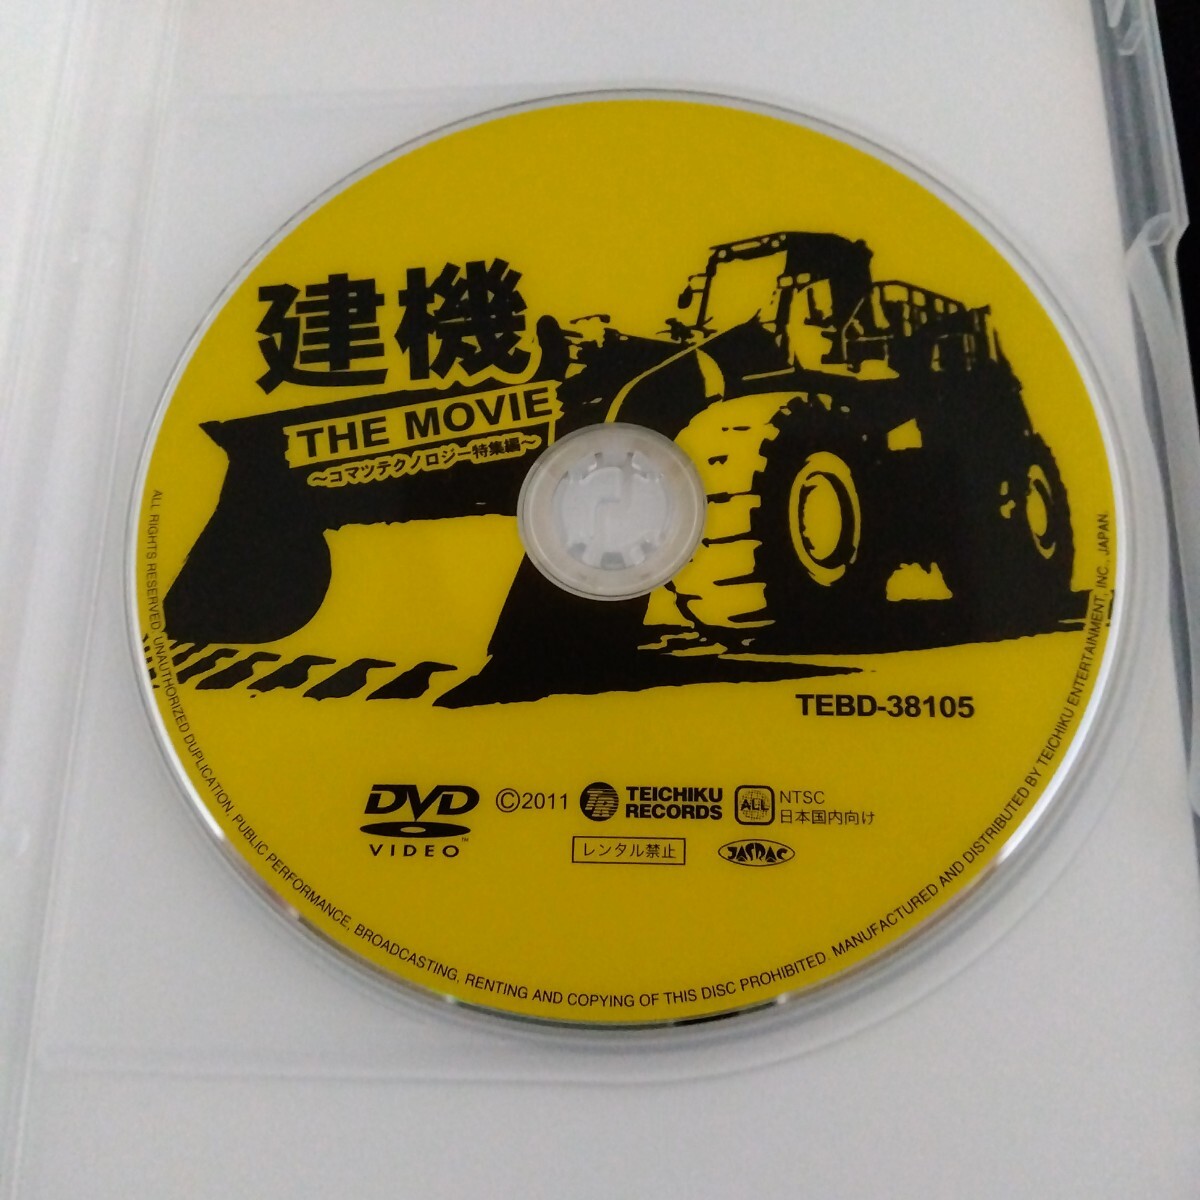 建機
THE MOVIE
～コマツテクノロジー特集編～
TEBD-38105
DVD
VIDEO
™
©2011
TR
TEICHIKU
RECORDS
ALL
NTSC
日本国内向け
レンタル禁止
JASRAC
ALL RIGHTS RESERVED. UNAUTHORIZED DUPLICATION, PUBLIC PERFORMANCE, BROADCASTING, RENTING AND COPYING OF THIS DISC PROHIBITED. MANUFACTURED AND DISTRIBUTED BY TEICHIKU ENTERTAINMENT, INC., JAPAN.